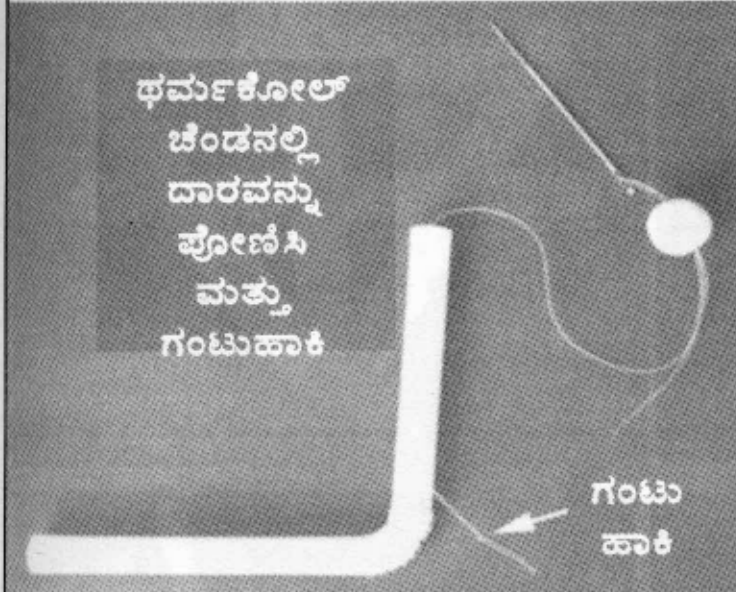 ಥರ್ಮಕೋಲ್
ಚೆಂಡನಲ್ಲಿ
ದಾರವನ್ನು
ಪೋಣಿಸಿ
ಮತ್ತು
ಗಂಟುಹಾಕಿ
ಗಂಟು
ಹಾಕಿ